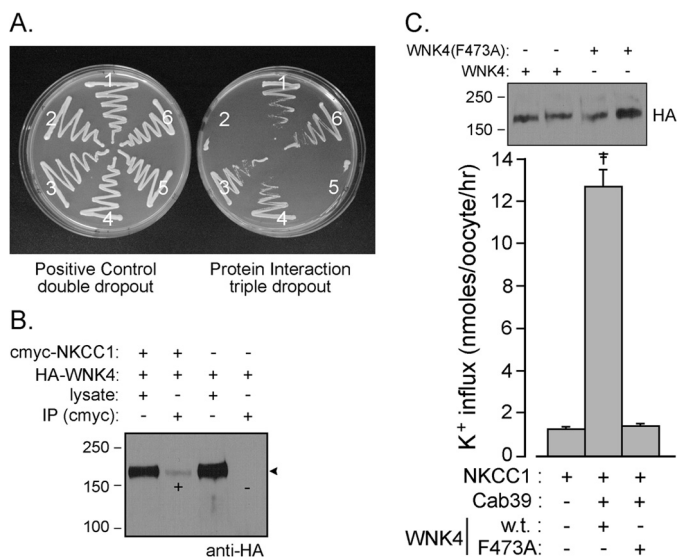 A.
1
2
3
4
5
6
1
2
3
4
5
6
Positive Control
double dropout
Protein Interaction
triple dropout
B.
cmyc-NKCC1: + + - -
HA-WNK4: + + + +
lysate: + - + -
IP (cmyc): - + - +
250
150
100
+
-
anti-HA
C.
WNK4(F473A): - - + +
WNK4: + + - -
250
150
HA
K+ influx (nmoles/oocyte/hr)
14
12
10
8
6
4
2
0
‡
NKCC1: + + +
Cab39: - + +
WNK4
w.t.: - + -
F473A: - - +